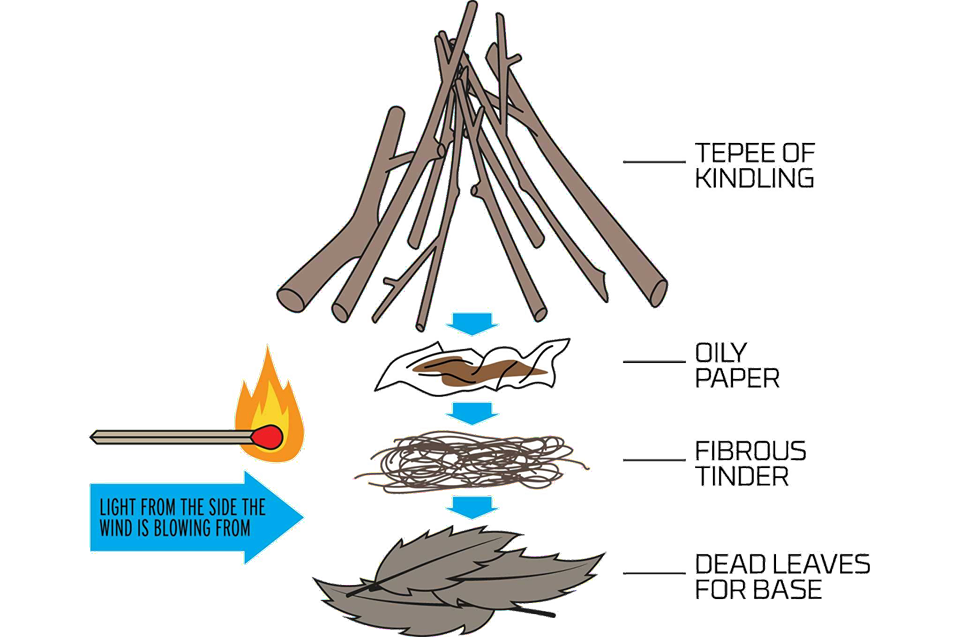 TEPEE OF
KINDLING
OILY
PAPER
FIBROUS
TINDER
LIGHT FROM THE SIDE THE
WIND IS BLOWING FROM
DEAD LEAVES
FOR BASE